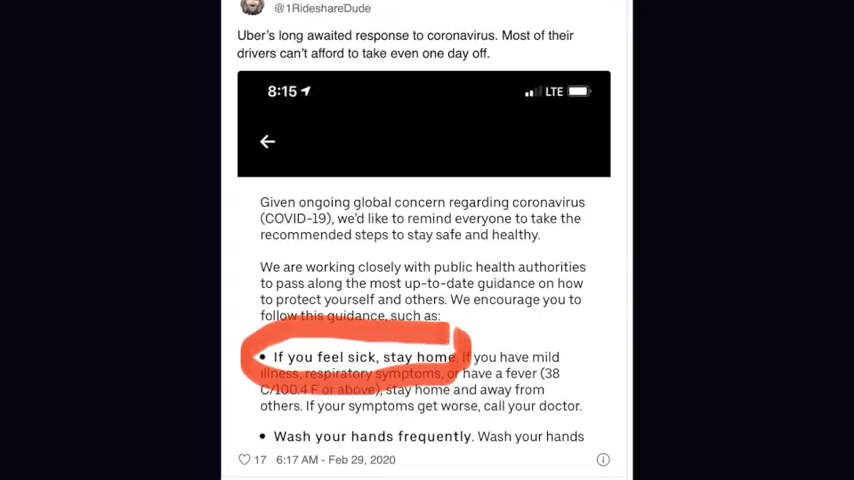 @1RideshareDude
Uber's long awaited response to coronavirus. Most of their
drivers can't afford to take even one day off.
8:15 LTE
Given ongoing global concern regarding coronavirus
(COVID-19), we'd like to remind everyone to take the
recommended steps to stay safe and healthy.
We are working closely with public health authorities
to pass along the most up-to-date guidance on how
to protect yourself and others. We encourage you to
follow this guidance, such as:
• If you feel sick, stay home. If you have mild
illness, respiratory symptoms, or have a fever (38
C/100.4 F or above), stay home and away from
others. If your symptoms get worse, call your doctor.
• Wash your hands frequently. Wash your hands
17 6:17 AM - Feb 29, 2020